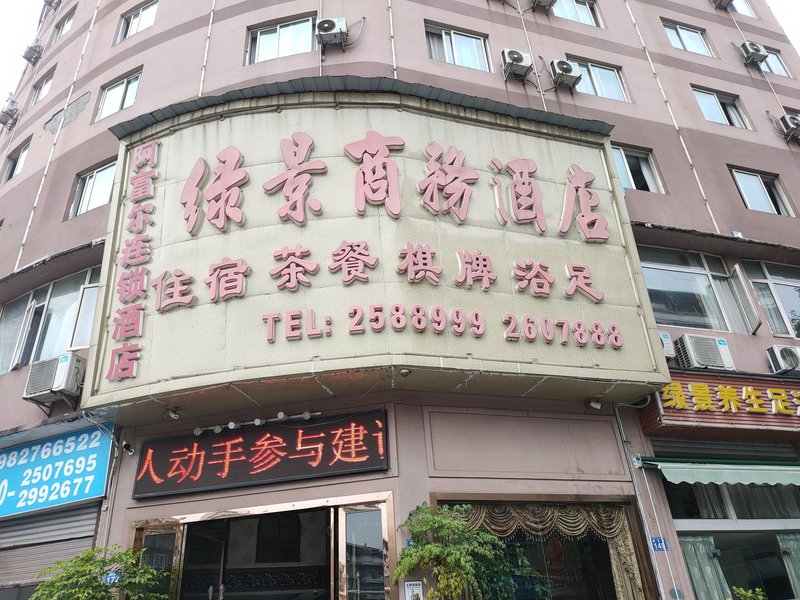 阿富尔连锁酒店
绿景商務酒店
住宿 茶餐 棋牌 浴足
TEL: 2588999 2607888
人动手参与建
982766522
2507695
2992677
绿景养生足